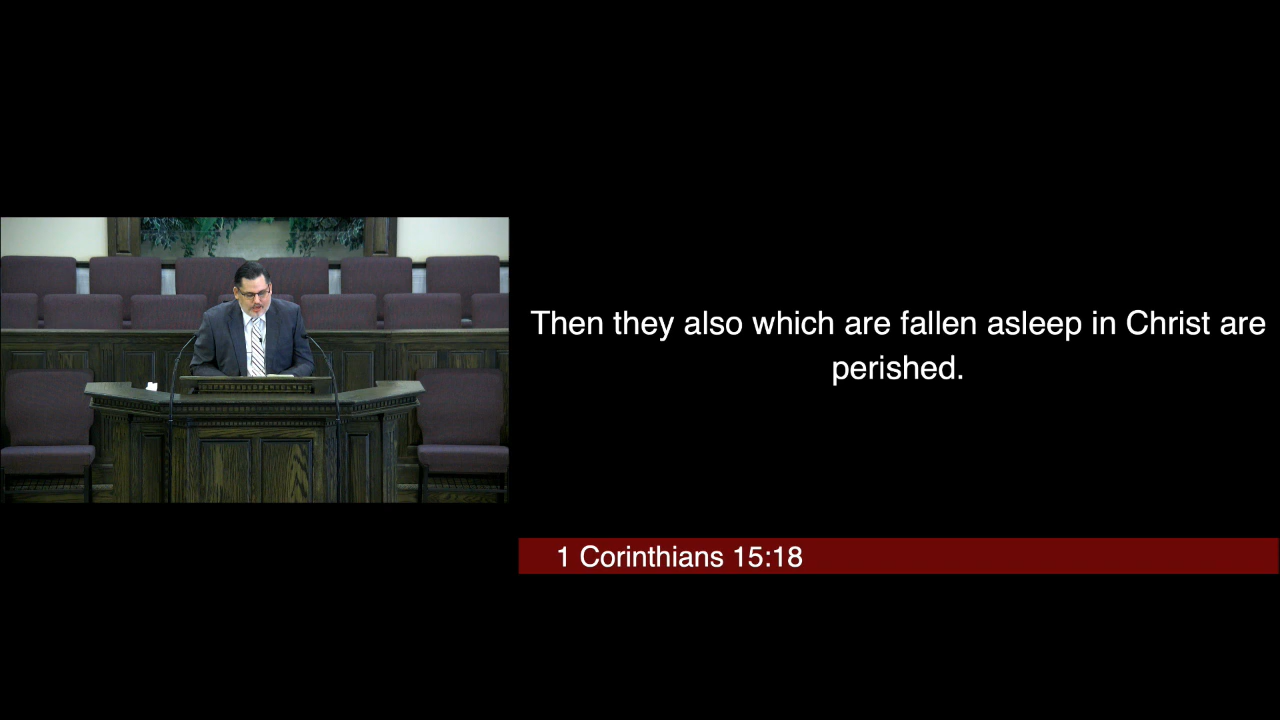 Then they also which are fallen asleep in Christ are
perished.
1 Corinthians 15:18